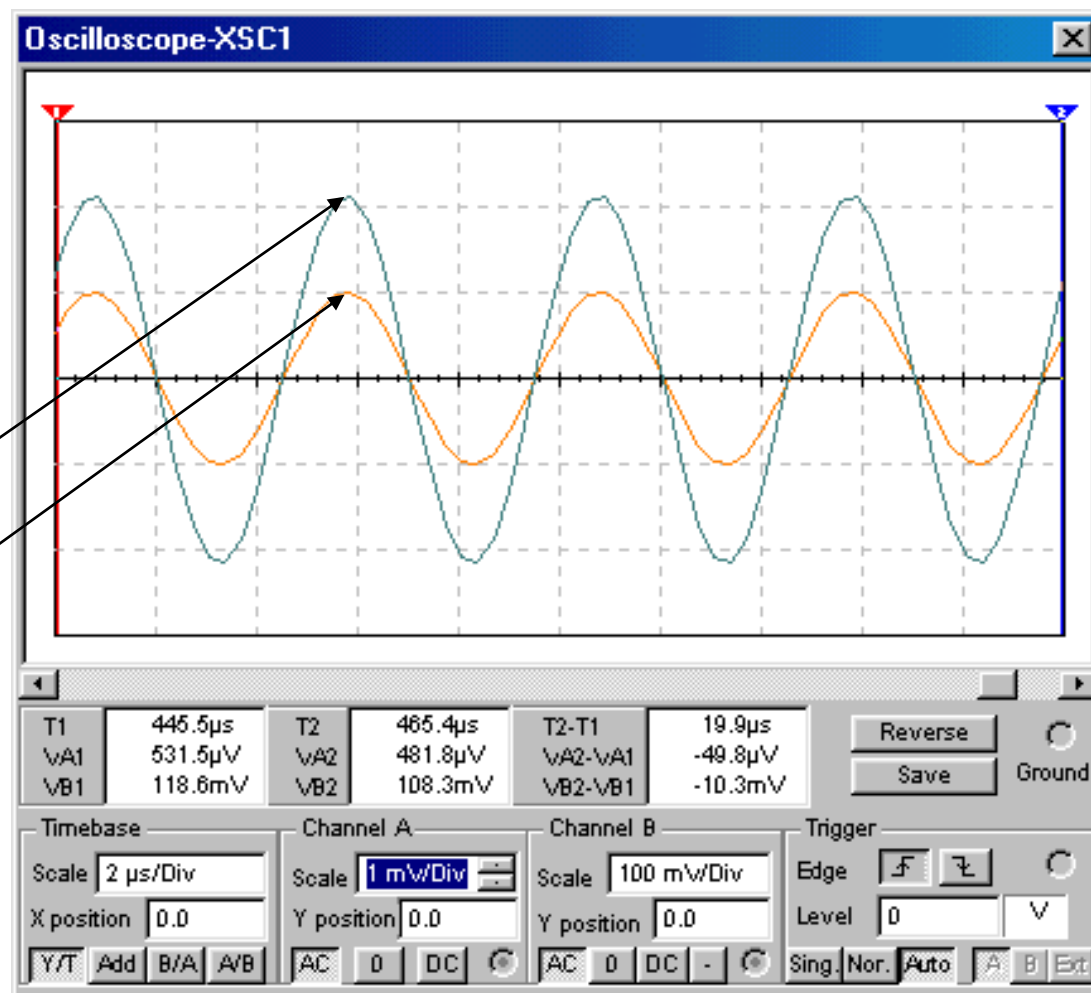 Oscilloscope-XSC1
1 2
T1 445.5µs T2 465.4µs T2-T1 19.9µs Reverse
VA1 531.5µV VA2 481.8µV VA2-VA1 -49.8µV
VB1 118.6mV VB2 108.3mV VB2-VB1 -10.3mV Save Ground
Timebase Channel A Channel B Trigger
Scale 2 µs/Div Scale 1 mV/Div Scale 100 mV/Div Edge
X position 0.0 Y position 0.0 Y position 0.0 Level 0 V
Y/T Add B/A A/B AC 0 DC AC 0 DC - Sing. Nor. Auto A B Ext